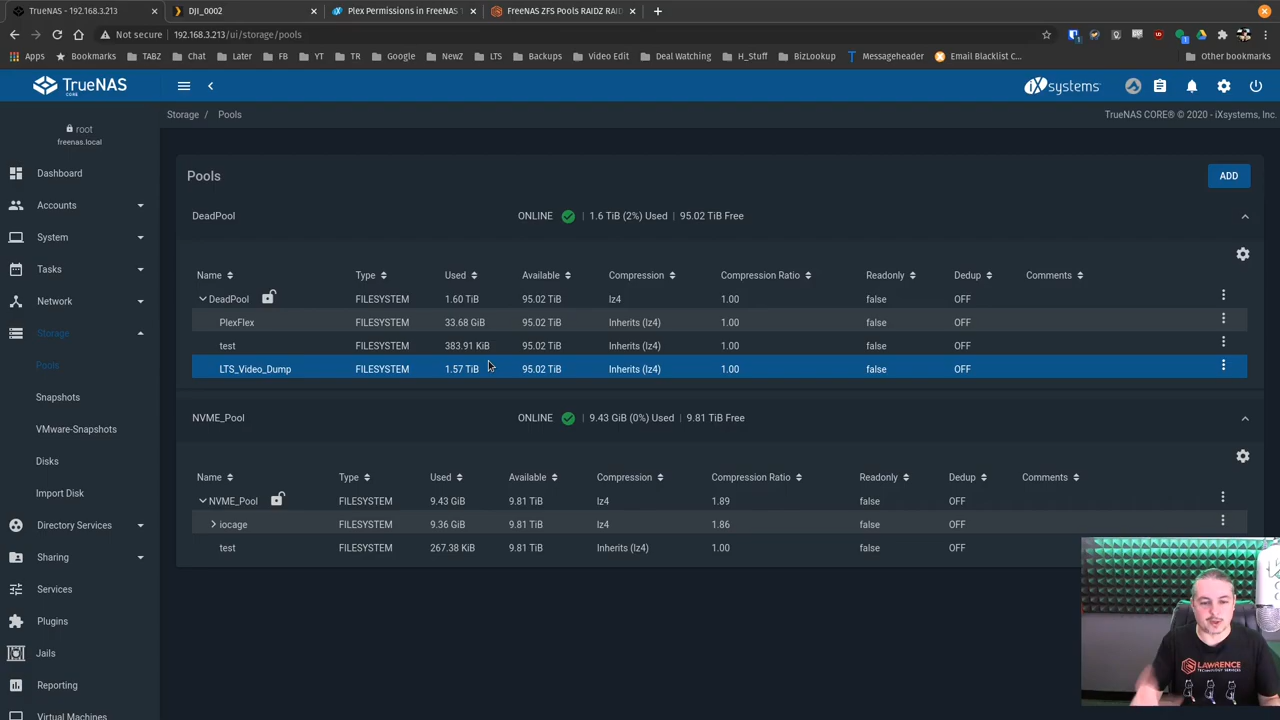 TrueNAS - 192.168.3.213
DJI_0002
Plex Permissions in FreeNAS 1
FreeNAS ZFS Pools RAIDZ RAID
Not secure 192.168.3.213/ui/storage/pools
Apps Bookmarks TABZ Chat Later FB YT TR Google NewZ LTS Backups Video Edit Deal Watching H_Stuff BizLookup Messageheader Email Blacklist C... Other bookmarks
TrueNAS CORE
iXsystems
root
freenas.local
Storage / Pools
TrueNAS CORE® © 2020 - iXsystems, Inc.
Dashboard
Accounts
System
Tasks
Network
Storage
Pools
Snapshots
VMware-Snapshots
Disks
Import Disk
Directory Services
Sharing
Services
Plugins
Jails
Reporting
Virtual Machines
Pools
ADD
DeadPool ONLINE | 1.6 TiB (2%) Used | 95.02 TiB Free
Name Type Used Available Compression Compression Ratio Readonly Dedup Comments
DeadPool FILESYSTEM 1.60 TiB 95.02 TiB lz4 1.00 false OFF
PlexFlex FILESYSTEM 33.68 GiB 95.02 TiB Inherits (lz4) 1.00 false OFF
test FILESYSTEM 383.91 KiB 95.02 TiB Inherits (lz4) 1.00 false OFF
LTS_Video_Dump FILESYSTEM 1.57 TiB 95.02 TiB Inherits (lz4) 1.00 false OFF
NVME_Pool ONLINE | 9.43 GiB (0%) Used | 9.81 TiB Free
Name Type Used Available Compression Compression Ratio Readonly Dedup Comments
NVME_Pool FILESYSTEM 9.43 GiB 9.81 TiB lz4 1.89 false OFF
iocage FILESYSTEM 9.36 GiB 9.81 TiB lz4 1.86 false OFF
test FILESYSTEM 267.38 KiB 9.81 TiB Inherits (lz4) 1.00 false OFF
LAWRENCE